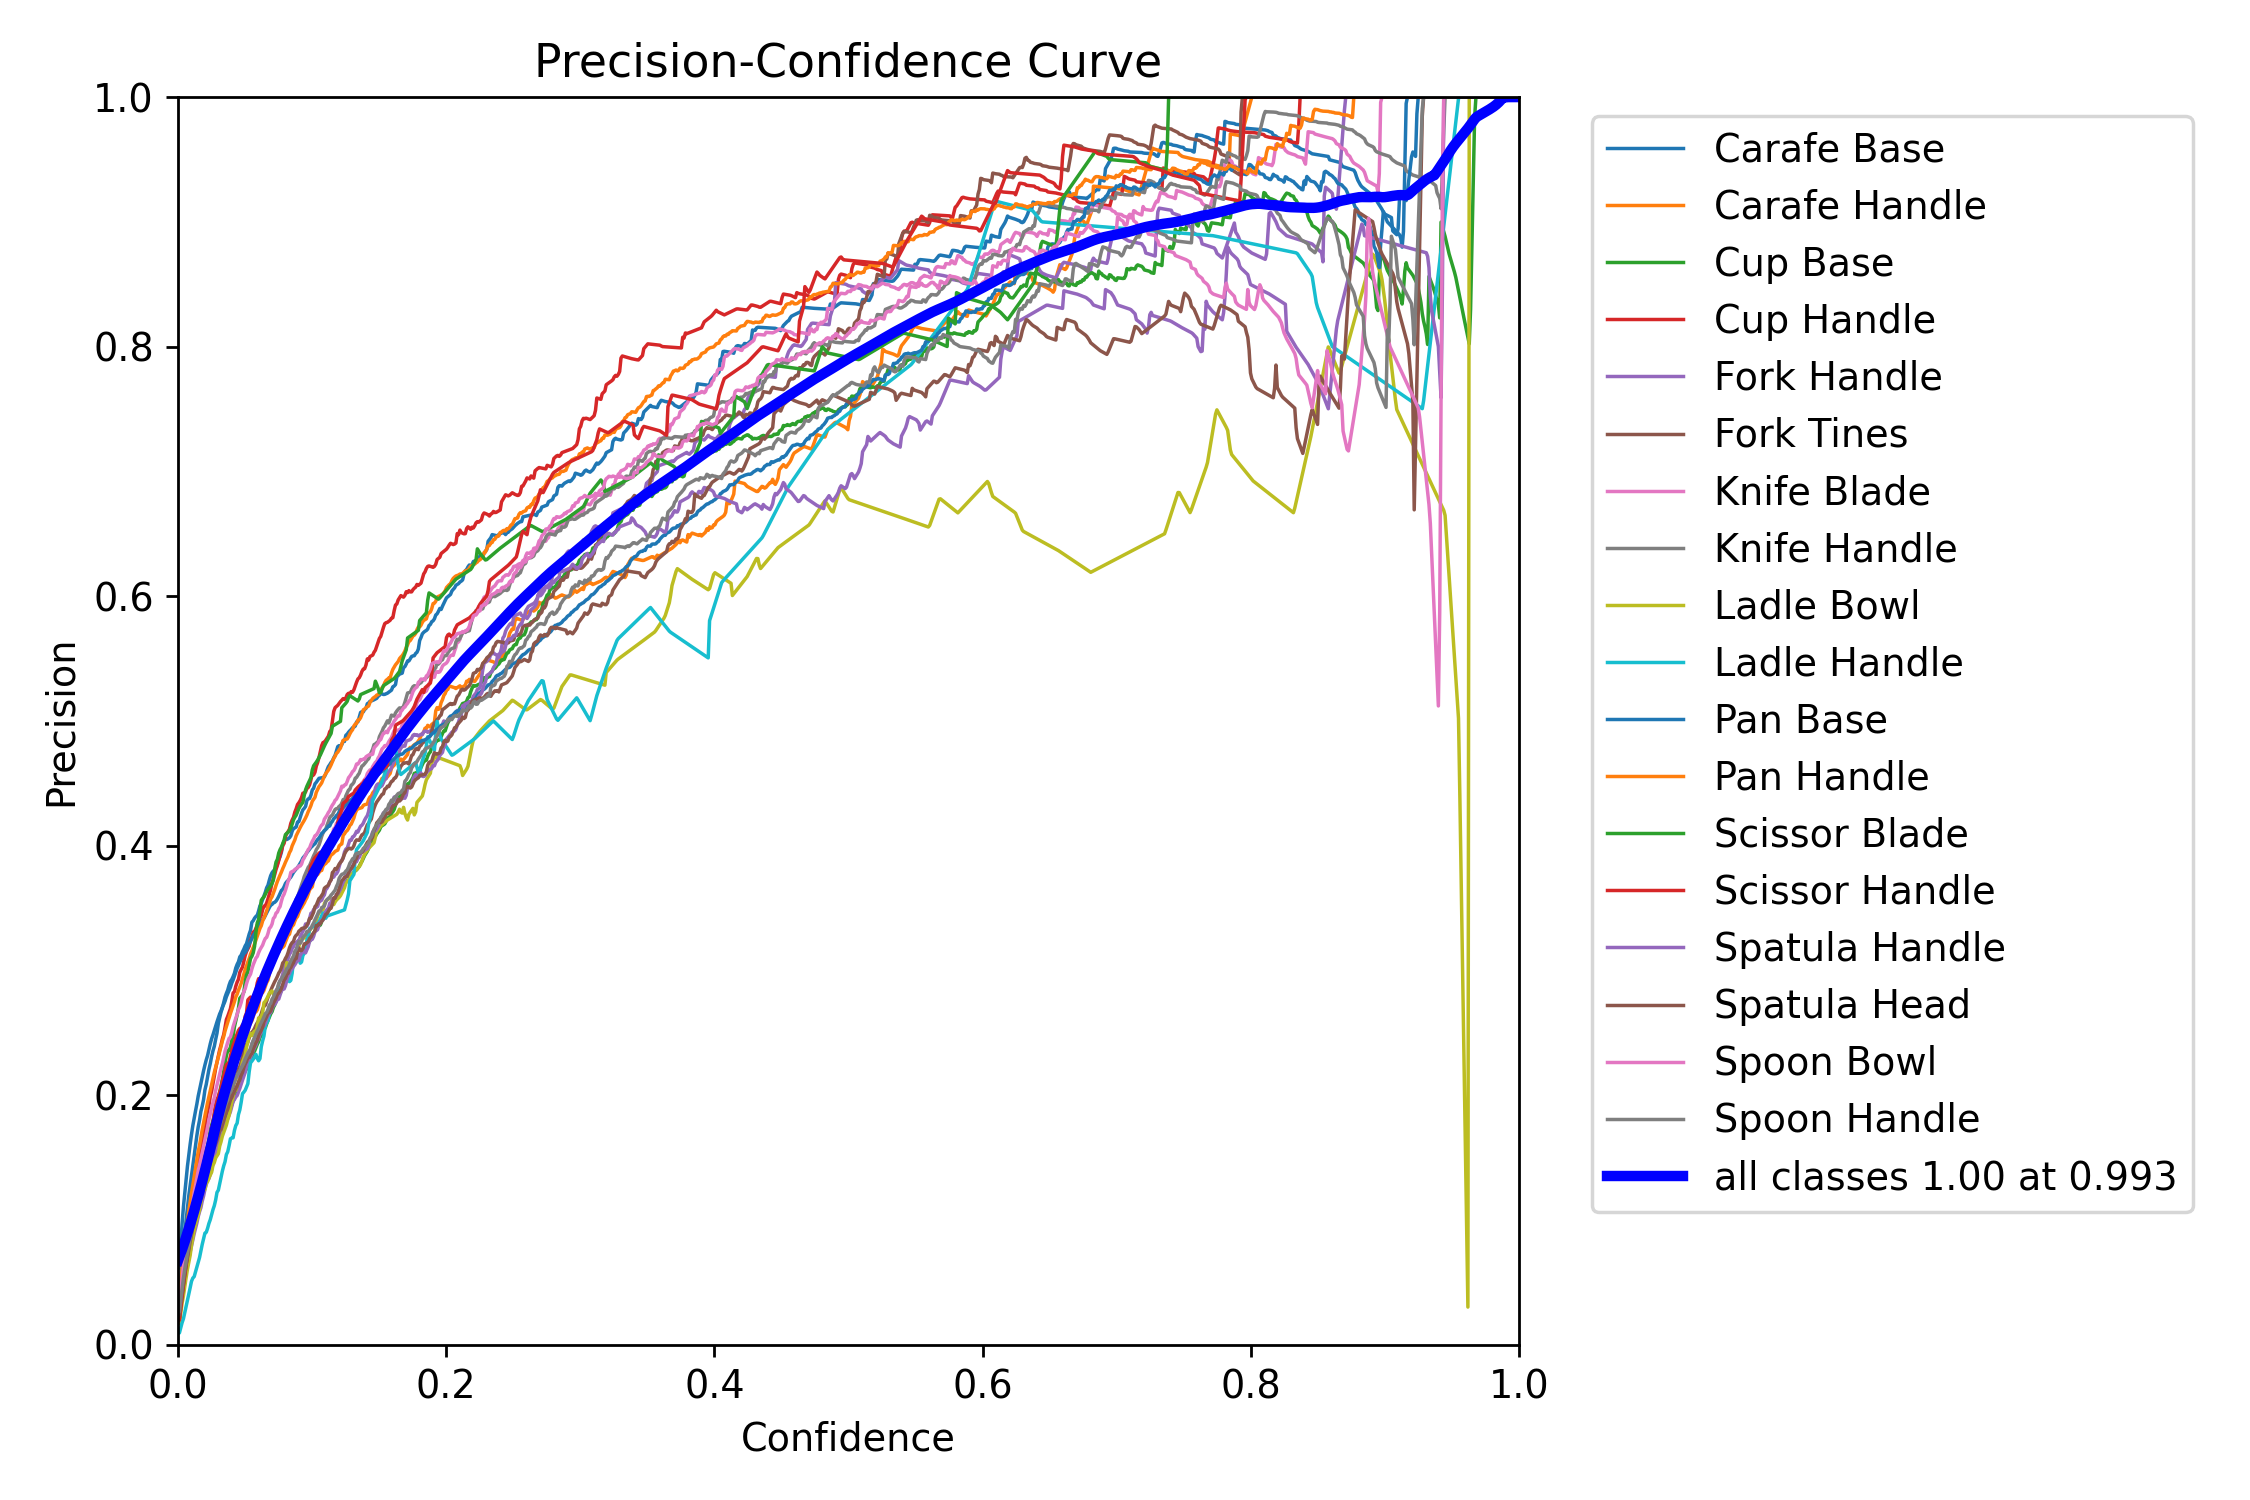 Precision-Confidence Curve
1.0
0.8
0.6
0.4
0.2
0.0
Precision
0.0 0.2 0.4 0.6 0.8 1.0
Confidence
Carafe Base
Carafe Handle
Cup Base
Cup Handle
Fork Handle
Fork Tines
Knife Blade
Knife Handle
Ladle Bowl
Ladle Handle
Pan Base
Pan Handle
Scissor Blade
Scissor Handle
Spatula Handle
Spatula Head
Spoon Bowl
Spoon Handle
all classes 1.00 at 0.993